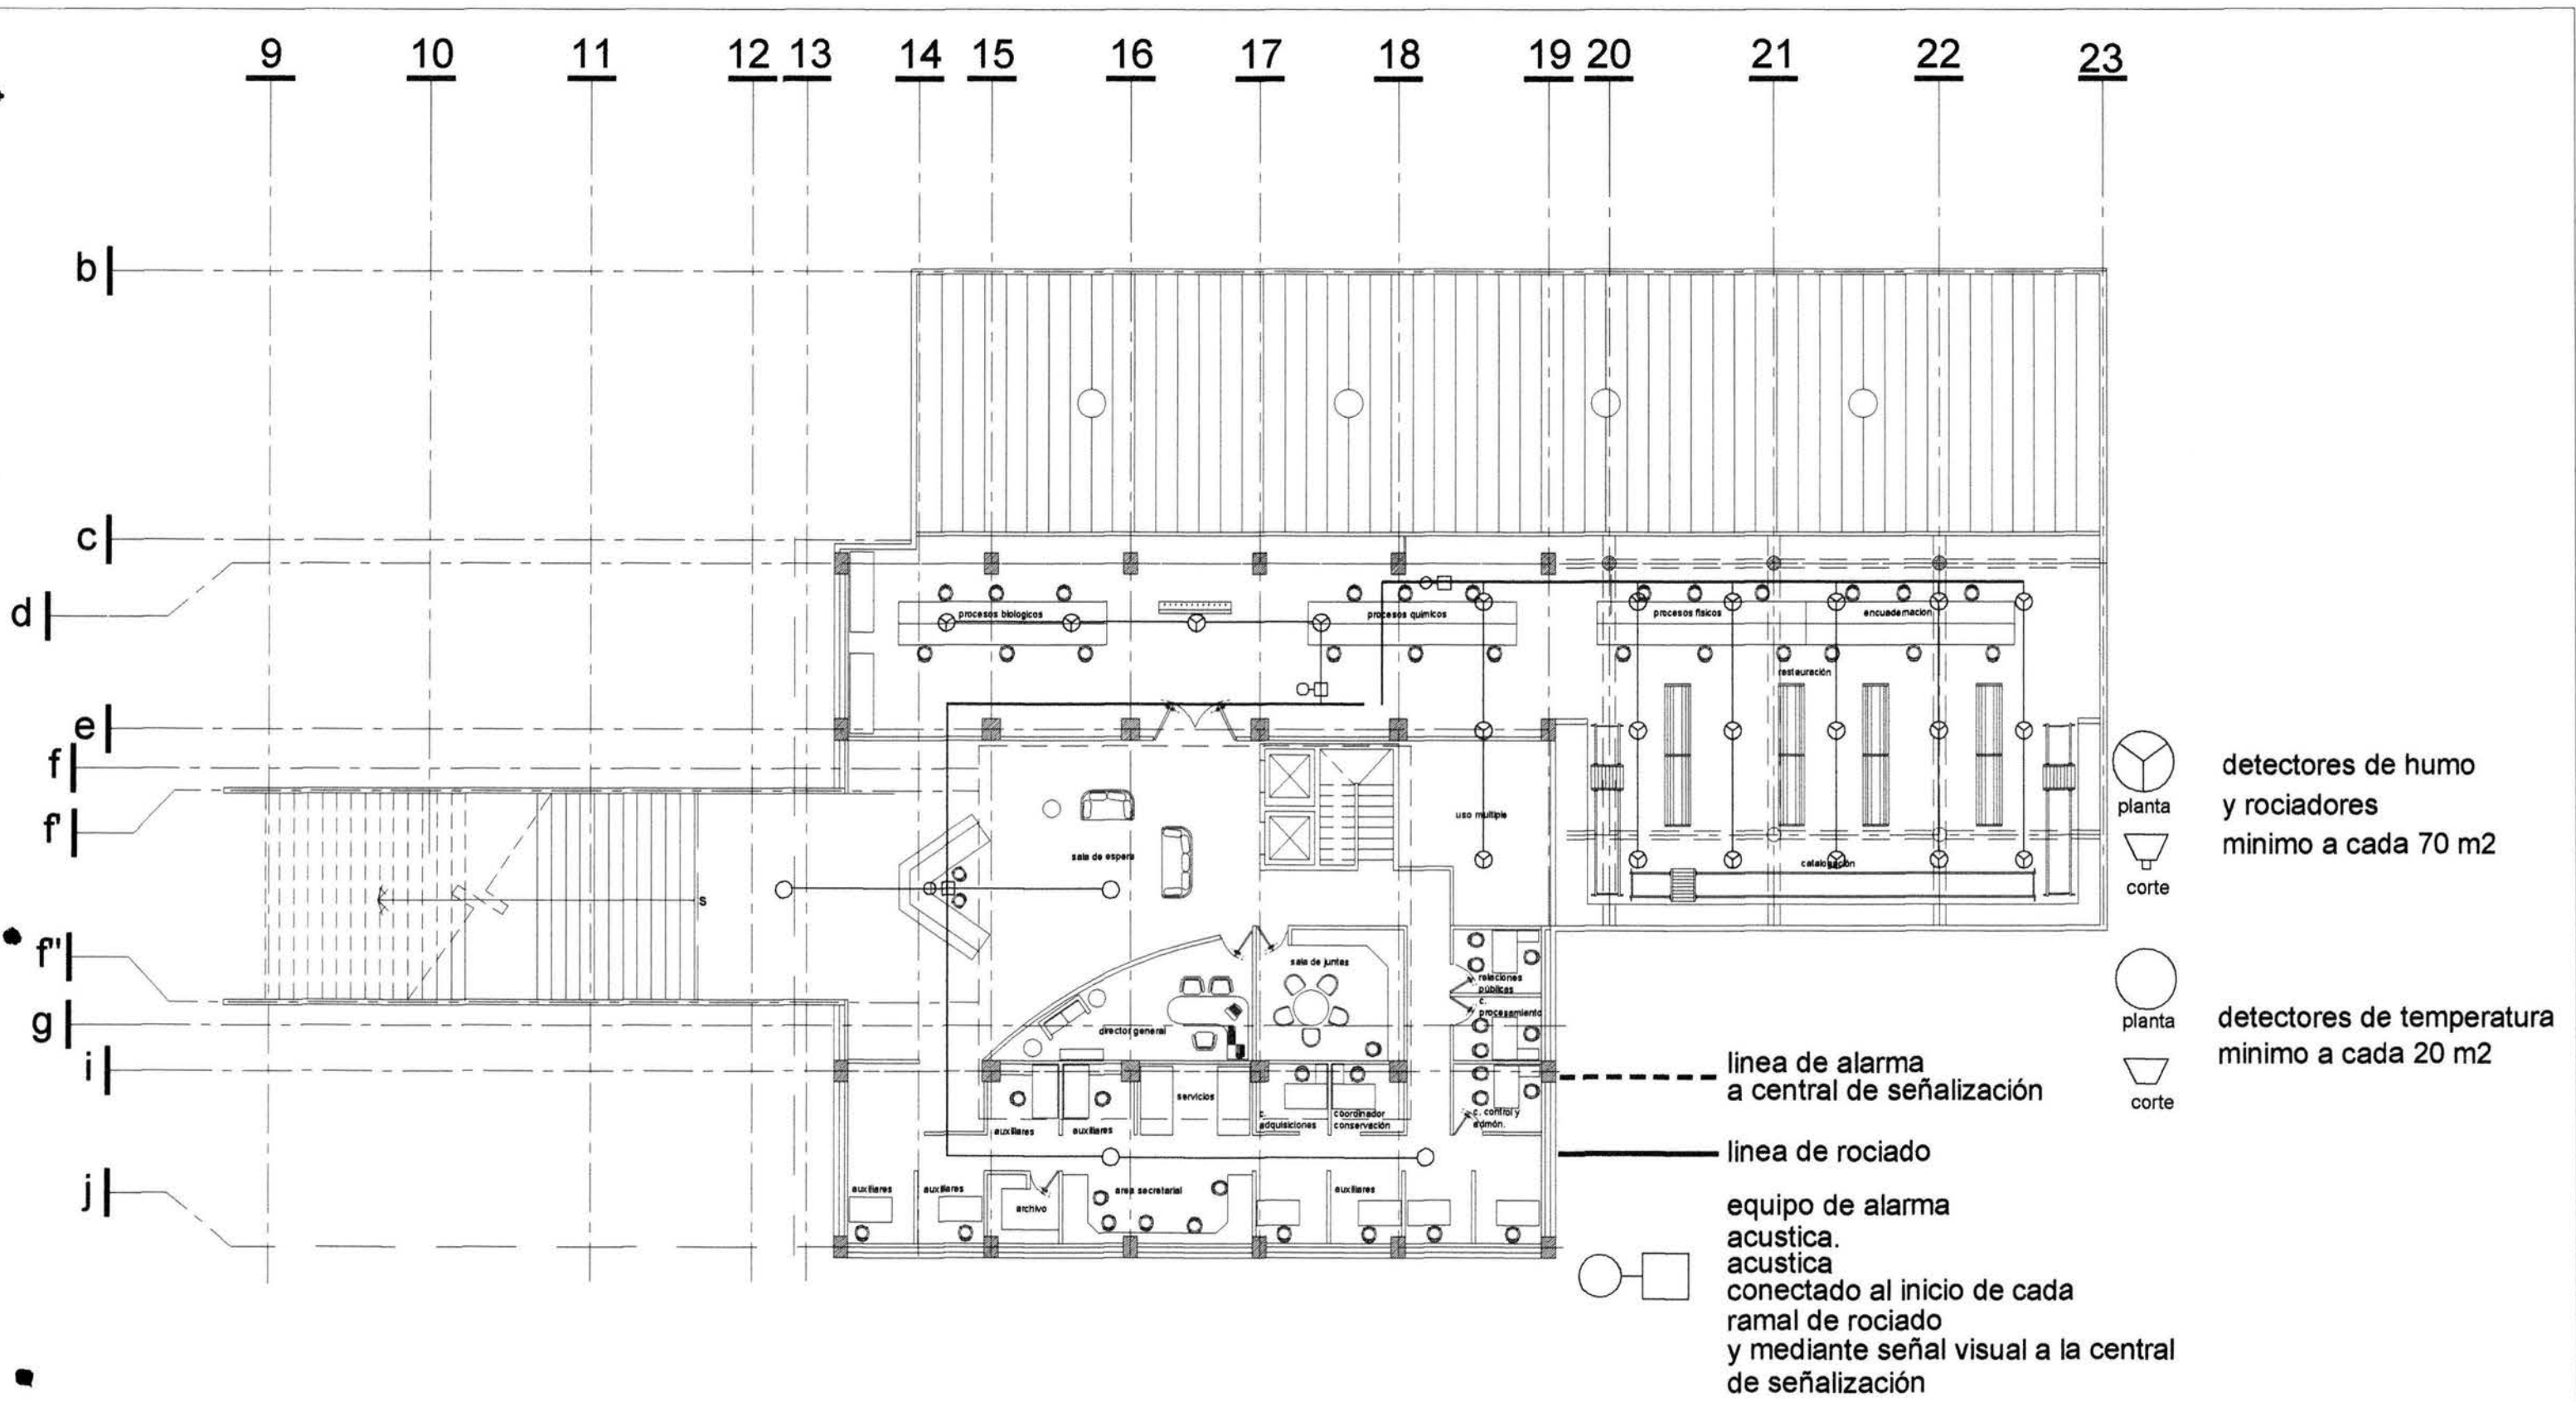 9 10 11 12 13 14 15 16 17 18 19 20 21 22 23
b
c
d
e
f
f'
f"
g
i
j
procesos biologicos
procesos quimicos
procesos fisicos
encuadernacion
restauración
uso multiple
sala de espera
catalogación
s
sala de juntas
relaciones
públicas
c.
procesamiento
director general
servicios
auxiliares
auxiliares
c.
adquisiciones
coordinador
conservación
c. control y
admón.
auxiliares
auxiliares
archivo
area secretarial
auxiliares
planta
corte
detectores de humo
y rociadores
minimo a cada 70 m2
planta
corte
detectores de temperatura
minimo a cada 20 m2
linea de alarma
a central de señalización
linea de rociado
equipo de alarma
acustica.
acustica
conectado al inicio de cada
ramal de rociado
y mediante señal visual a la central
de señalización